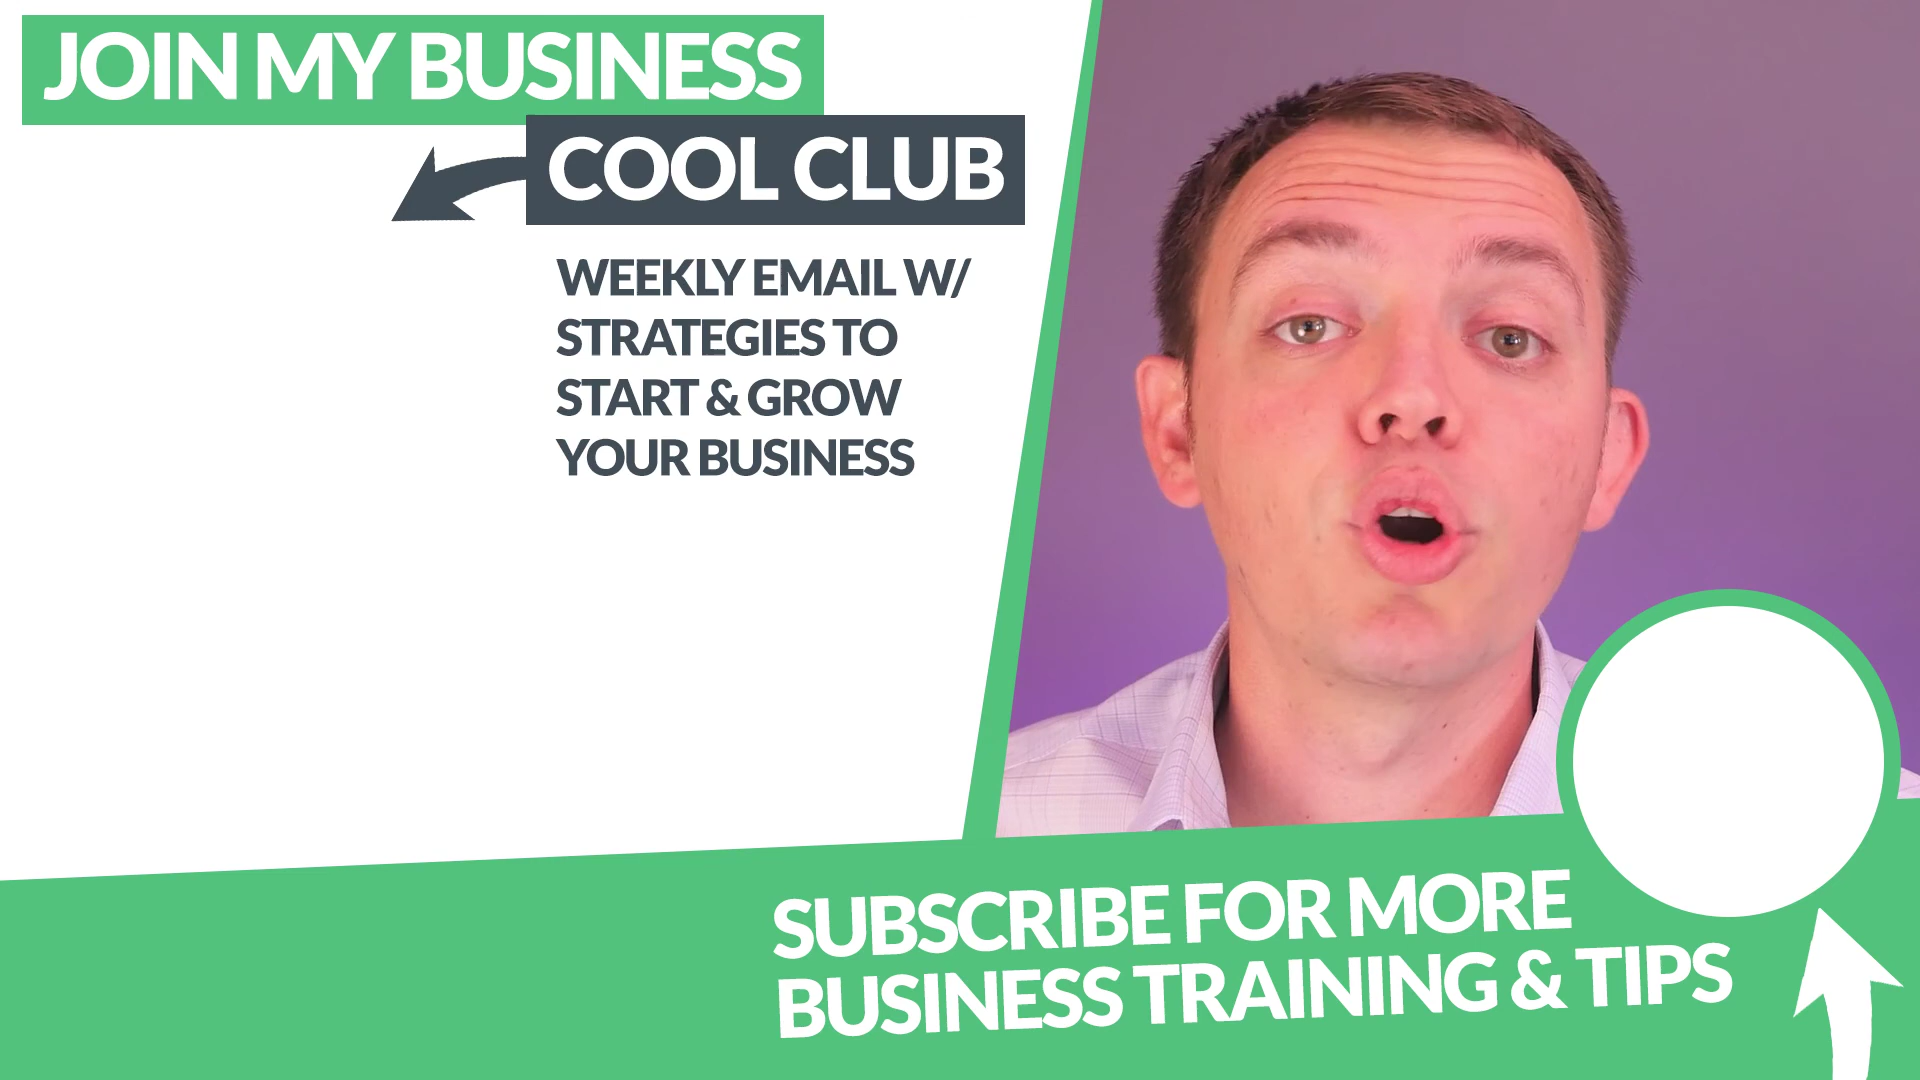 JOIN MY BUSINESS
COOL CLUB
WEEKLY EMAIL W/
STRATEGIES TO
START & GROW
YOUR BUSINESS
SUBSCRIBE FOR MORE
BUSINESS TRAINING & TIPS